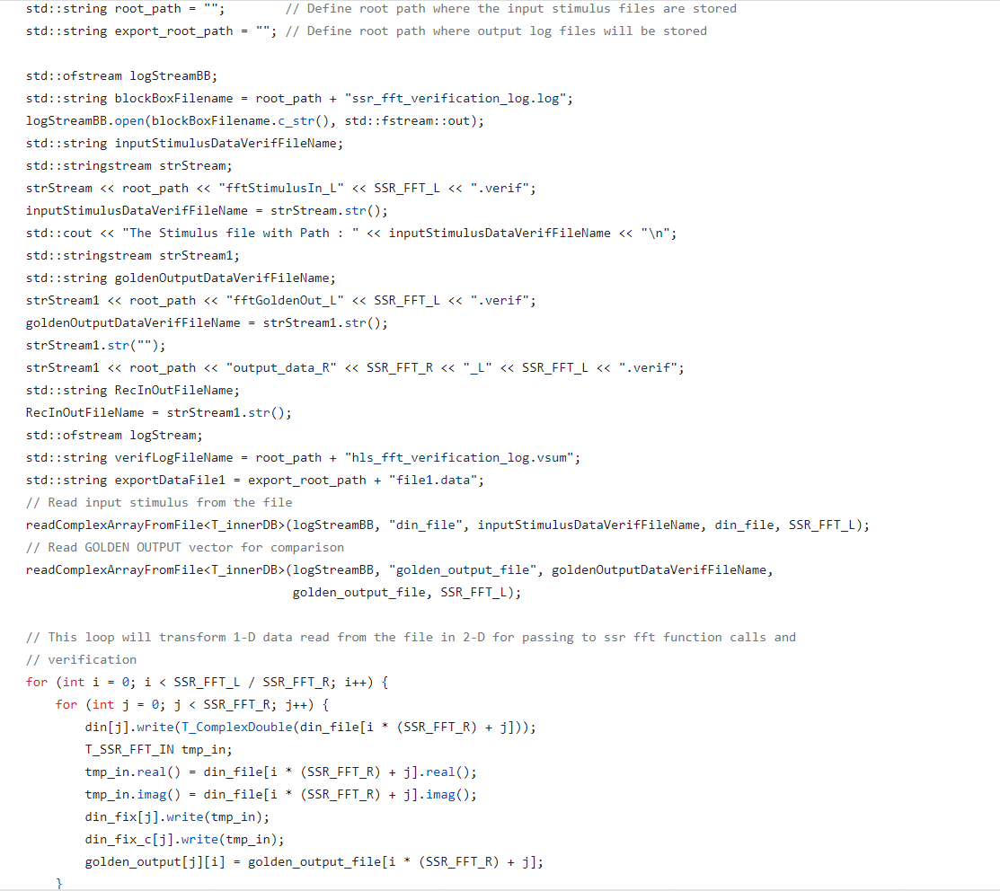 std::string root_path = "";        // Define root path where the input stimulus files are stored
std::string export_root_path = ""; // Define root path where output log files will be stored

std::ofstream logStreamBB;
std::string blockBoxFilename = root_path + "ssr_fft_verification_log.log";
logStreamBB.open(blockBoxFilename.c_str(), std::fstream::out);
std::string inputStimulusDataVerifFileName;
std::stringstream strStream;
strStream << root_path << "fftStimulusIn_L" << SSR_FFT_L << ".verif";
inputStimulusDataVerifFileName = strStream.str();
std::cout << "The Stimulus file with Path : " << inputStimulusDataVerifFileName << "\n";
std::stringstream strStream1;
std::string goldenOutputDataVerifFileName;
strStream1 << root_path << "fftGoldenOut_L" << SSR_FFT_L << ".verif";
goldenOutputDataVerifFileName = strStream1.str();
strStream1.str("");
strStream1 << root_path << "output_data_R" << SSR_FFT_R << "_L" << SSR_FFT_L << ".verif";
std::string RecInOutFileName;
RecInOutFileName = strStream1.str();
std::ofstream logStream;
std::string verifLogFileName = root_path + "hls_fft_verification_log.vsum";
std::string exportDataFile1 = export_root_path + "file1.data";
// Read input stimulus from the file
readComplexArrayFromFile<T_innerDB>(logStreamBB, "din_file", inputStimulusDataVerifFileName, din_file, SSR_FFT_L);
// Read GOLDEN OUTPUT vector for comparison
readComplexArrayFromFile<T_innerDB>(logStreamBB, "golden_output_file", goldenOutputDataVerifFileName,
                                    golden_output_file, SSR_FFT_L);

// This loop will transform 1-D data read from the file in 2-D for passing to ssr fft function calls and
// verification
for (int i = 0; i < SSR_FFT_L / SSR_FFT_R; i++) {
    for (int j = 0; j < SSR_FFT_R; j++) {
        din[j].write(T_ComplexDouble(din_file[i * (SSR_FFT_R) + j]));
        T_SSR_FFT_IN tmp_in;
        tmp_in.real() = din_file[i * (SSR_FFT_R) + j].real();
        tmp_in.imag() = din_file[i * (SSR_FFT_R) + j].imag();
        din_fix[j].write(tmp_in);
        din_fix_c[j].write(tmp_in);
        golden_output[j][i] = golden_output_file[i * (SSR_FFT_R) + j];
    }